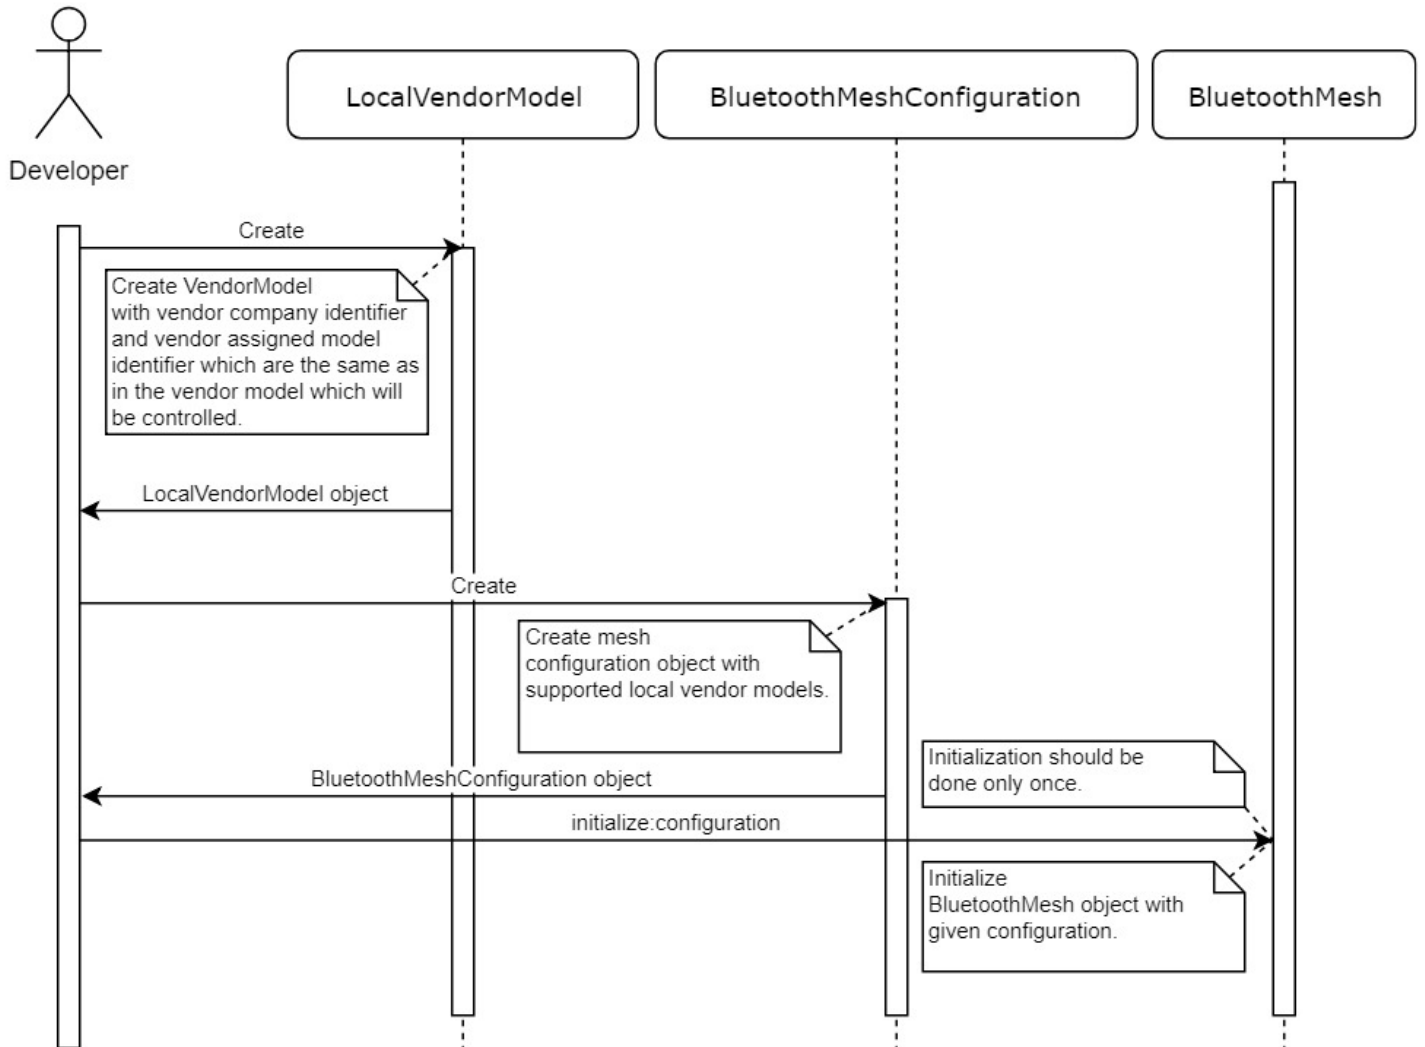 LocalVendorModel
BluetoothMeshConfiguration
BluetoothMesh
Developer
Create
Create VendorModel
with vendor company identifier
and vendor assigned model
identifier which are the same as
in the vendor model which will
be controlled.
LocalVendorModel object
Create
Create mesh
configuration object with
supported local vendor models.
Initialization should be
done only once.
BluetoothMeshConfiguration object
initialize:configuration
Initialize
BluetoothMesh object with
given configuration.